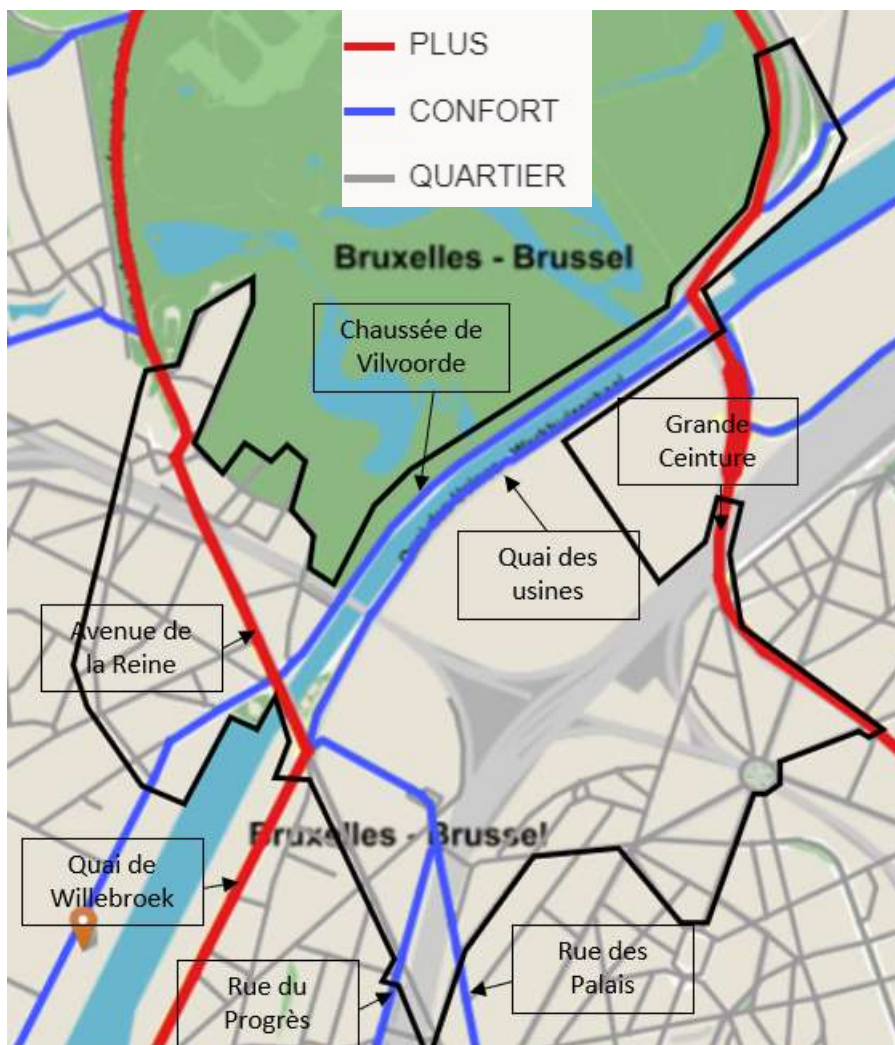 PLUS
CONFORT
QUARTIER
Bruxelles - Brussel
Chaussée de
Vilvoorde
Grande
Ceinture
Quai des
usines
Avenue de
la Reine
Bruxelles - Brussel
Quai de
Willebroek
Rue des
Palais
Rue du
Progrès